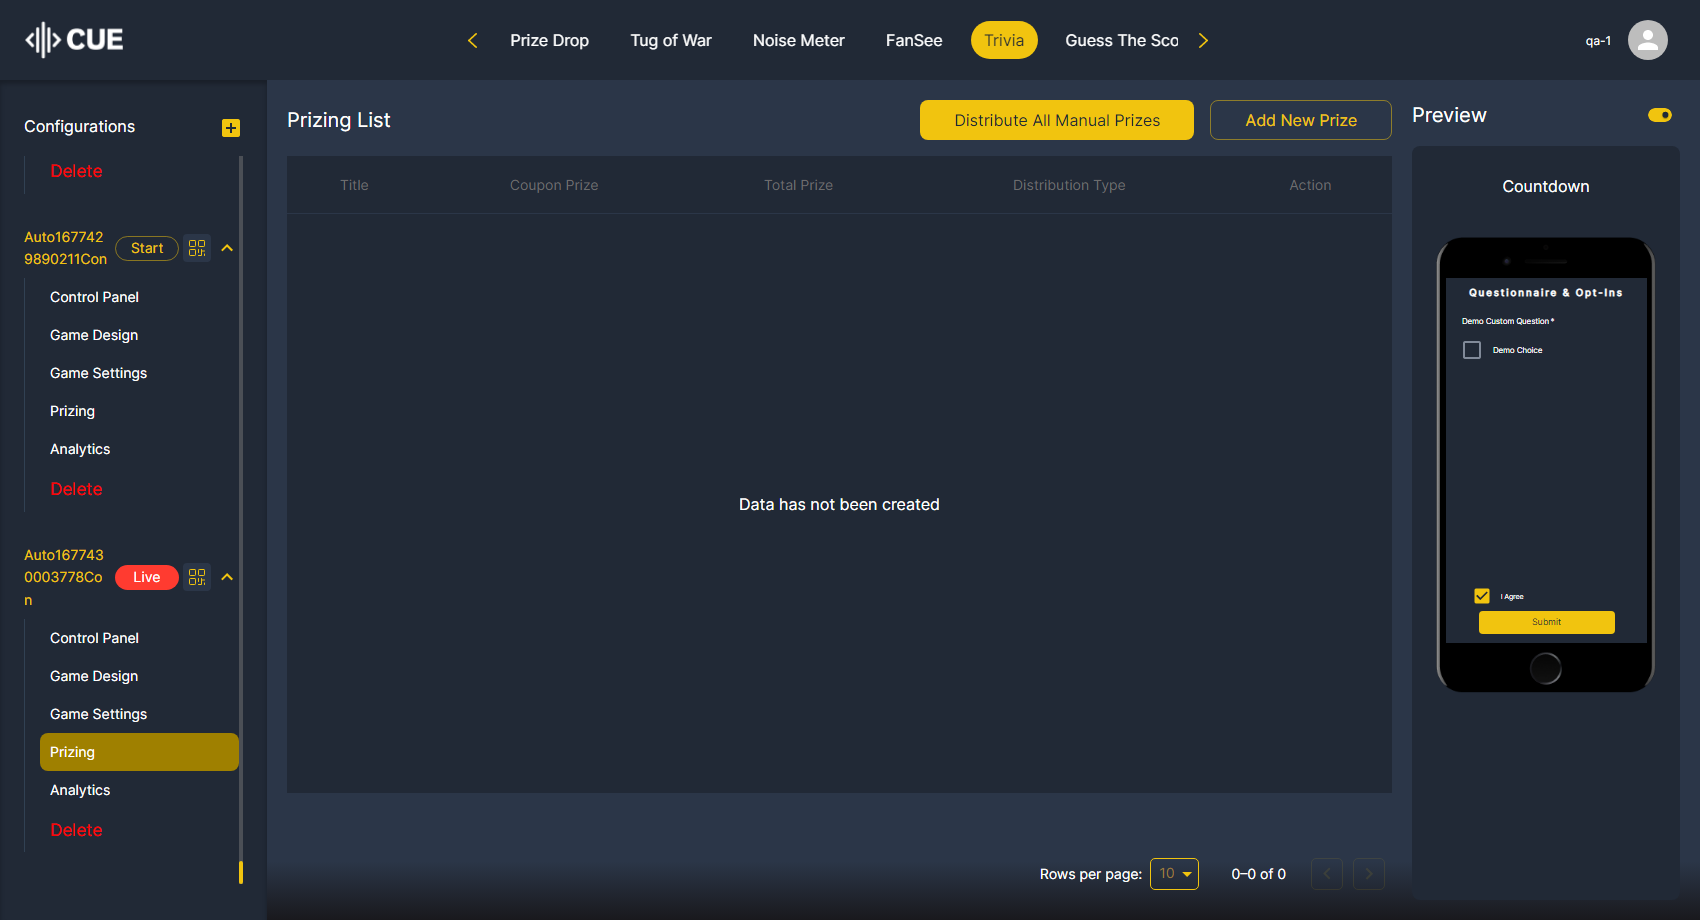 CUE
Prize Drop
Tug of War
Noise Meter
FanSee
Trivia
Guess The Sco
qa-1
Configurations
Delete
Auto167742
9890211Con
Start
Control Panel
Game Design
Game Settings
Prizing
Analytics
Delete
Auto167743
0003778Co
n
Live
Control Panel
Game Design
Game Settings
Prizing
Analytics
Delete
Prizing List
Distribute All Manual Prizes
Add New Prize
Title
Coupon Prize
Total Prize
Distribution Type
Action
Data has not been created
Rows per page:
10
0–0 of 0
Preview
Countdown
Questionnaire & Opt-Ins
Demo Custom Question *
Demo Choice
I Agree
Submit